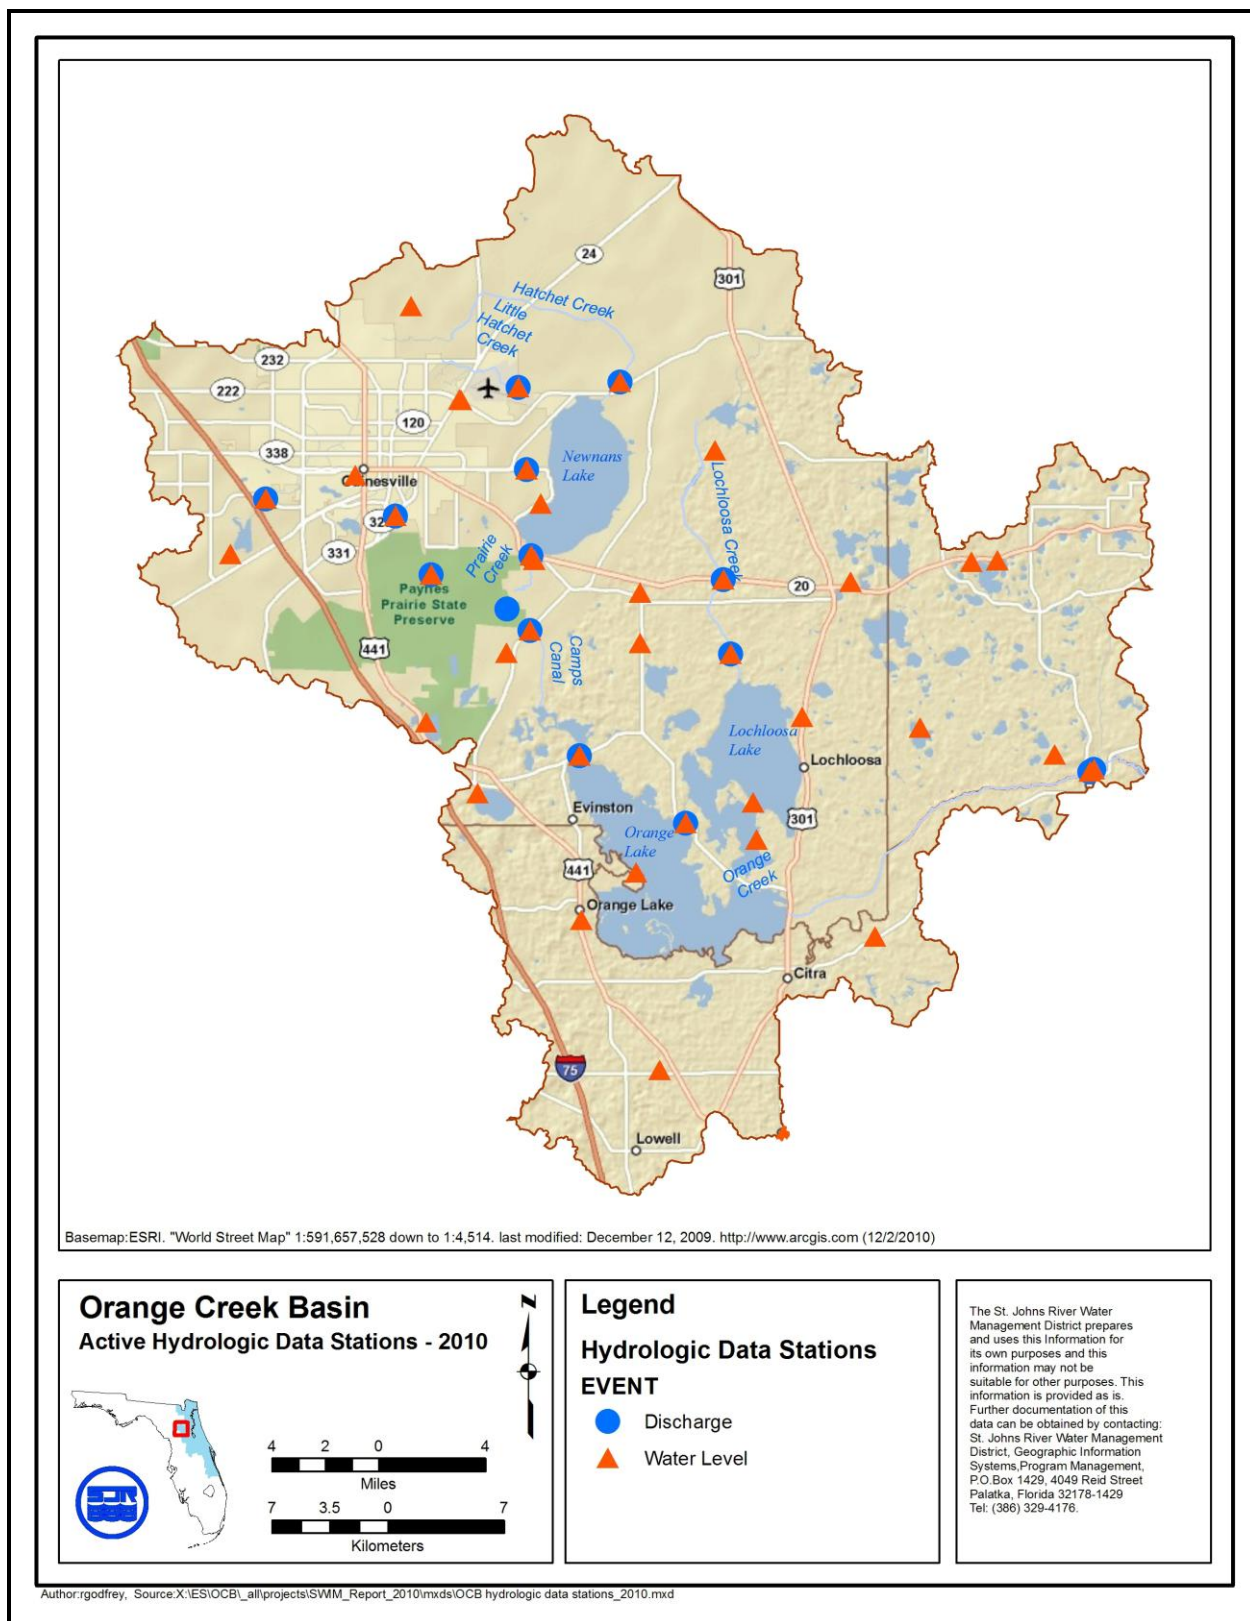 24
301
Hatchet Creek
Little
Hatchet
Creek
232
222
120
338
Newnans
Lake
Gainesville
Lochloosa Creek
331
Prairie
Creek
20
Paynes
Prairie State
Preserve
441
Camps
Canal
Lochloosa
Lake
Lochloosa
Evinston
301
Orange
Lake
441
Orange
Creek
Orange Lake
Citra
75
Lowell
Basemap:ESRI. "World Street Map" 1:591,657,528 down to 1:4,514. last modified: December 12, 2009. http://www.arcgis.com (12/2/2010)
Orange Creek Basin
Active Hydrologic Data Stations - 2010
N
4 2 0 4
Miles
7 3.5 0 7
Kilometers
SJR
Legend
Hydrologic Data Stations
EVENT
Discharge
Water Level
The St. Johns River Water
Management District prepares
and uses this Information for
its own purposes and this
information may not be
suitable for other purposes. This
information is provided as is.
Further documentation of this
data can be obtained by contacting:
St. Johns River Water Management
District, Geographic Information
Systems,Program Management,
P.O.Box 1429, 4049 Reid Street
Palatka, Florida 32178-1429
Tel: (386) 329-4176.
Author:rgodfrey, Source:X:\ES\OCB\_all\projects\SWIM_Report_2010\mxds\OCB hydrologic data stations_2010.mxd